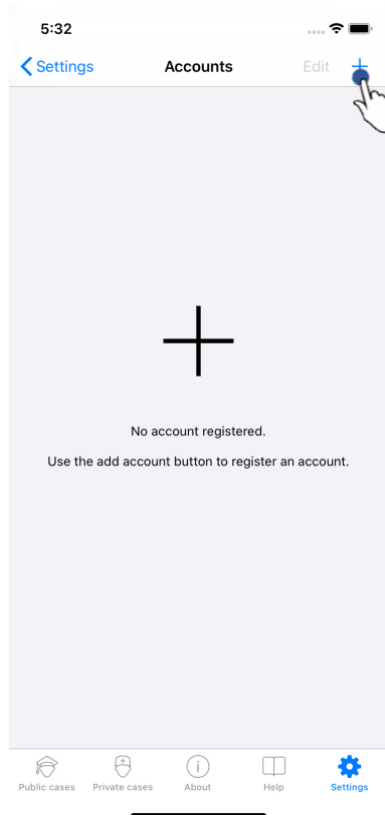 5:32
Settings Accounts Edit
No account registered.
Use the add account button to register an account.
Public cases Private cases About Help Settings